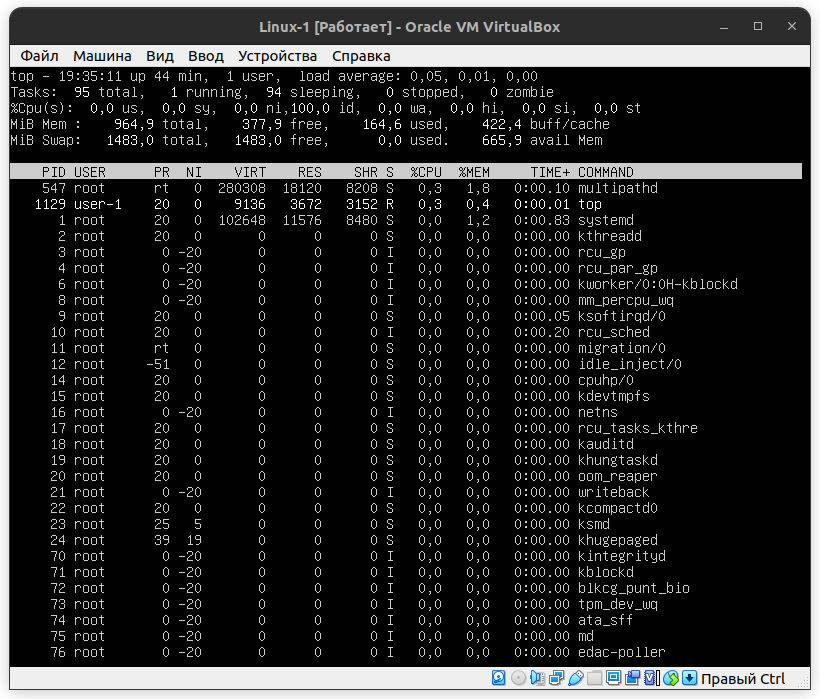 Linux-1 [Работает] - Oracle VM VirtualBox
Файл Машина Вид Ввод Устройства Справка
top - 19:35:11 up 44 min,  1 user,  load average: 0,05, 0,01, 0,00
Tasks:  95 total,   1 running,  94 sleeping,   0 stopped,   0 zombie
%Cpu(s):  0,0 us,  0,0 sy,  0,0 ni,100,0 id,  0,0 wa,  0,0 hi,  0,0 si,  0,0 st
MiB Mem :    964,9 total,    377,9 free,    164,6 used,    422,4 buff/cache
MiB Swap:   1483,0 total,   1483,0 free,      0,0 used.    665,9 avail Mem
PID USER      PR  NI    VIRT    RES    SHR S  %CPU  %MEM     TIME+ COMMAND
547 root      rt   0  280308  18120   8208 S   0,3   1,8   0:00.10 multipathd
1129 user-1    20   0    9136   3672   3152 R   0,3   0,4   0:00.01 top
1 root      20   0  102648  11576   8480 S   0,0   1,2   0:00.83 systemd
2 root      20   0       0      0      0 S   0,0   0,0   0:00.00 kthreadd
3 root       0 -20       0      0      0 I   0,0   0,0   0:00.00 rcu_gp
4 root       0 -20       0      0      0 I   0,0   0,0   0:00.00 rcu_par_gp
6 root       0 -20       0      0      0 I   0,0   0,0   0:00.00 kworker/0:0H-kblockd
8 root       0 -20       0      0      0 I   0,0   0,0   0:00.00 mm_percpu_wq
9 root      20   0       0      0      0 S   0,0   0,0   0:00.05 ksoftirqd/0
10 root      20   0       0      0      0 I   0,0   0,0   0:00.20 rcu_sched
11 root      rt   0       0      0      0 S   0,0   0,0   0:00.00 migration/0
12 root     -51   0       0      0      0 S   0,0   0,0   0:00.00 idle_inject/0
14 root      20   0       0      0      0 S   0,0   0,0   0:00.00 cpuhp/0
15 root      20   0       0      0      0 S   0,0   0,0   0:00.00 kdevtmpfs
16 root       0 -20       0      0      0 I   0,0   0,0   0:00.00 netns
17 root      20   0       0      0      0 S   0,0   0,0   0:00.00 rcu_tasks_kthre
18 root      20   0       0      0      0 S   0,0   0,0   0:00.00 kauditd
19 root      20   0       0      0      0 S   0,0   0,0   0:00.00 khungtaskd
20 root      20   0       0      0      0 S   0,0   0,0   0:00.00 oom_reaper
21 root       0 -20       0      0      0 I   0,0   0,0   0:00.00 writeback
22 root      20   0       0      0      0 S   0,0   0,0   0:00.00 kcompactd0
23 root      25   5       0      0      0 S   0,0   0,0   0:00.00 ksmd
24 root      39  19       0      0      0 S   0,0   0,0   0:00.00 khugepaged
70 root       0 -20       0      0      0 I   0,0   0,0   0:00.00 kintegrityd
71 root       0 -20       0      0      0 I   0,0   0,0   0:00.00 kblockd
72 root       0 -20       0      0      0 I   0,0   0,0   0:00.00 blkcg_punt_bio
73 root       0 -20       0      0      0 I   0,0   0,0   0:00.00 tpm_dev_wq
74 root       0 -20       0      0      0 I   0,0   0,0   0:00.00 ata_sff
75 root       0 -20       0      0      0 I   0,0   0,0   0:00.00 md
76 root       0 -20       0      0      0 I   0,0   0,0   0:00.00 edac-poller
Правый Ctrl